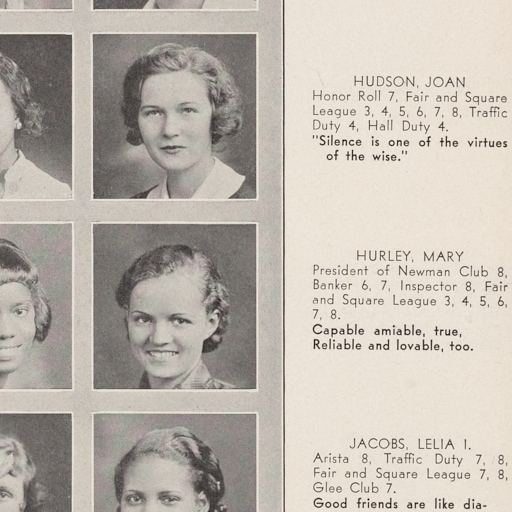 HUDSON, JOAN
Honor Roll 7, Fair and Square
League 3, 4, 5, 6, 7, 8, Traffic
Duty 4, Hall Duty 4.
"Silence is one of the virtues
of the wise."
HURLEY, MARY
President of Newman Club 8,
Banker 6, 7, Inspector 8, Fair
and Square League 3, 4, 5, 6,
7, 8.
Capable amiable, true,
Reliable and lovable, too.
JACOBS, LELIA I.
Arista 8, Traffic Duty 7, 8,
Fair and Square League 7, 8,
Glee Club 7.
Good friends are like dia-